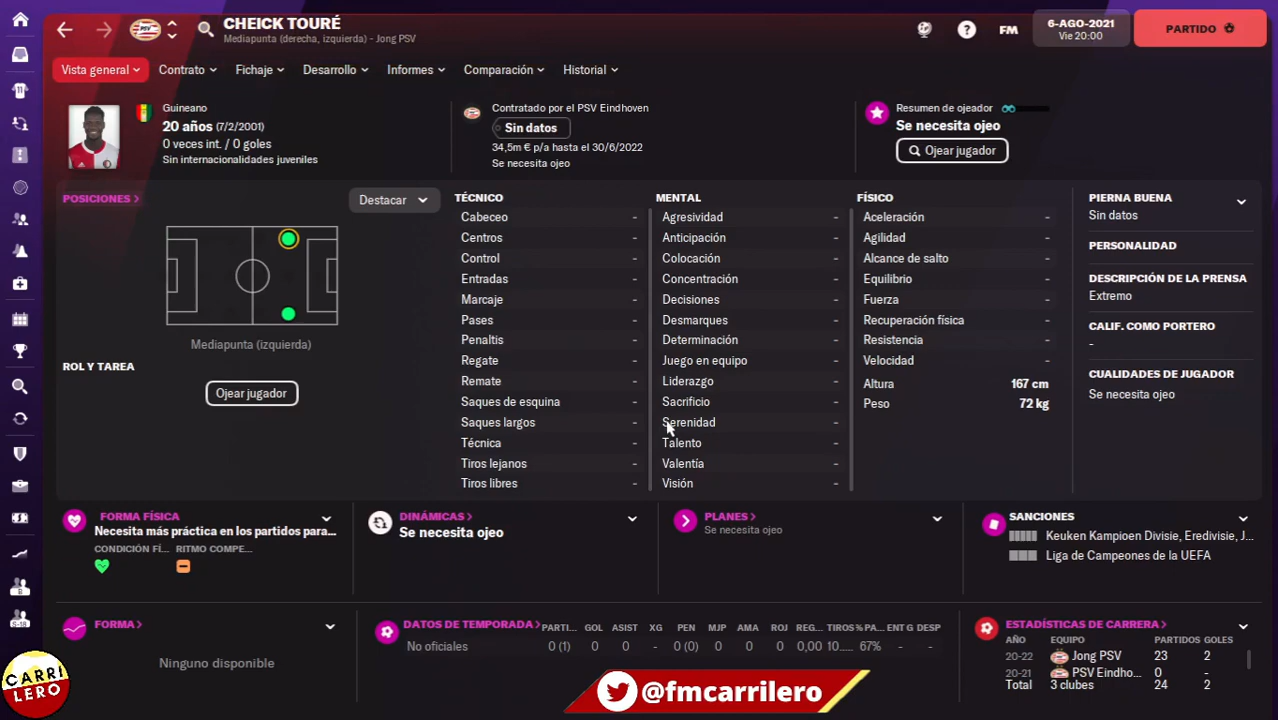 CHEICK TOURÉ
Mediapunta (derecha, izquierda) - Jong PSV
FM
6-AGO-2021
Vie 20:00
PARTIDO
Vista general
Contrato
Fichaje
Desarrollo
Informes
Comparación
Historial
Guineano
20 años (7/2/2001)
0 veces int. / 0 goles
Sin internacionalidades juveniles
Contratado por el PSV Eindhoven
Sin datos
34,5m € p/a hasta el 30/6/2022
Se necesita ojeo
Resumen de ojeador
Se necesita ojeo
Ojear jugador
POSICIONES >
Destacar
Mediapunta (izquierda)
ROL Y TAREA
Ojear jugador
TÉCNICO
Cabeceo -
Centros -
Control -
Entradas -
Marcaje -
Pases -
Penaltis -
Regate -
Remate -
Saques de esquina -
Saques largos -
Técnica -
Tiros lejanos -
Tiros libres -
MENTAL
Agresividad -
Anticipación -
Colocación -
Concentración -
Decisiones -
Desmarques -
Determinación -
Juego en equipo -
Liderazgo -
Sacrificio -
Serenidad -
Talento -
Valentía -
Visión -
FÍSICO
Aceleración -
Agilidad -
Alcance de salto -
Equilibrio -
Fuerza -
Recuperación física -
Resistencia -
Velocidad -
Altura 167 cm
Peso 72 kg
PIERNA BUENA
Sin datos
PERSONALIDAD
DESCRIPCIÓN DE LA PRENSA
Extremo
CALIF. COMO PORTERO
-
CUALIDADES DE JUGADOR
Se necesita ojeo
FORMA FÍSICA
Necesita más práctica en los partidos para...
CONDICIÓN FÍ... RITMO COMPE...
DINÁMICAS >
Se necesita ojeo
PLANES >
Se necesita ojeo
SANCIONES
Keuken Kampioen Divisie, Eredivisie, J...
Liga de Campeones de la UEFA
FORMA >
Ninguno disponible
DATOS DE TEMPORADA > PARTI... GOL ASIST XG PEN MJP AMA ROJ REG... TIROS % PA... ENT G DESP
No oficiales 0 (1) 0 0 - 0 (0) 0 0 0 0,00 10..... 67% - -
ESTADÍSTICAS DE CARRERA >
AÑO EQUIPO PARTIDOS GOLES
20-22 Jong PSV 23 2
20-21 PSV Eindho... 0 -
Total 3 clubes 24 2
CARRI
LERO
@fmcarrilero